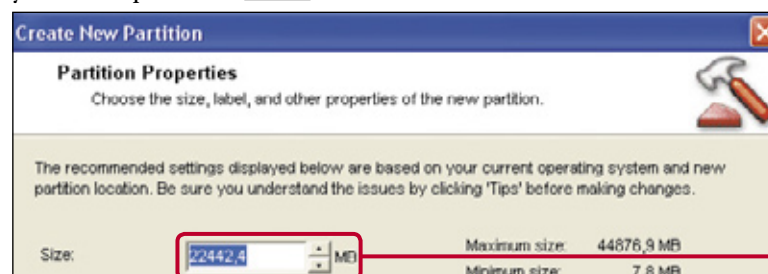 Create New Partition
Partition Properties
Choose the size, label, and other properties of the new partition.
The recommended settings displayed below are based on your current operating system and new
partition location. Be sure you understand the issues by clicking 'Tips' before making changes.
Size: 22442,4 MB Maximum size: 44876,9 MB
Minimum size: 7,8 MB